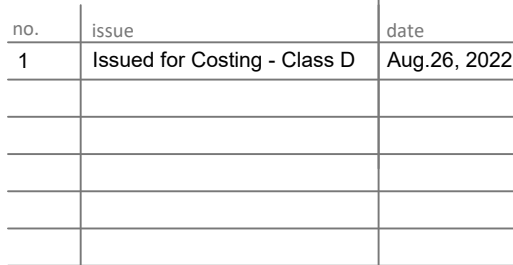 no. issue date
1 Issued for Costing - Class D Aug.26, 2022